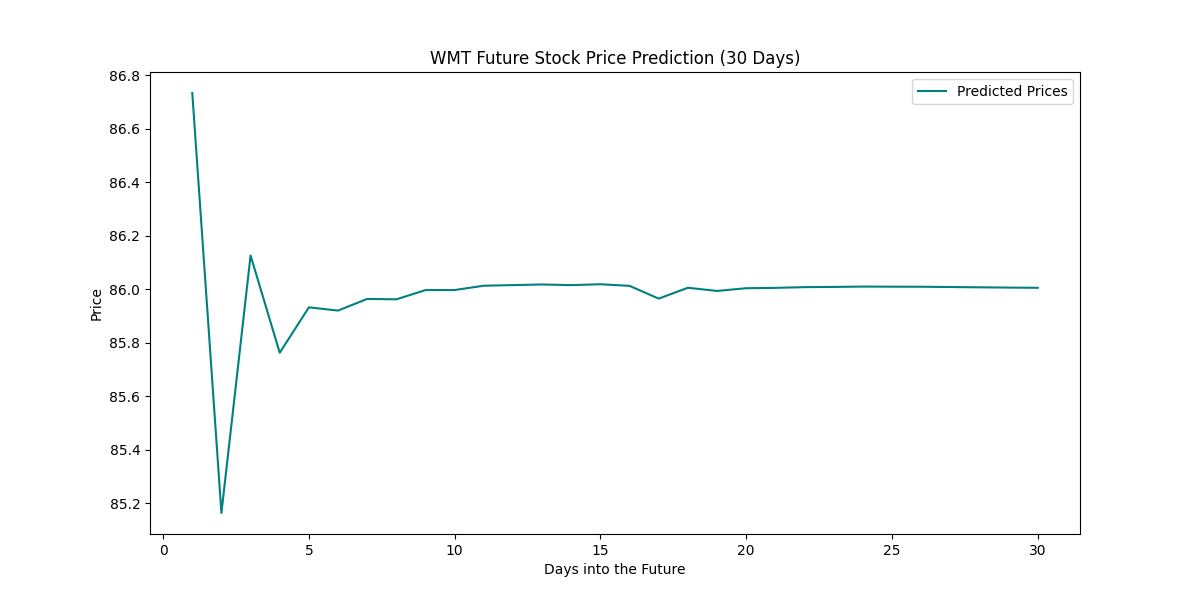 WMT Future Stock Price Prediction (30 Days)
Predicted Prices
Price
86.8
86.6
86.4
86.2
86.0
85.8
85.6
85.4
85.2
0 5 10 15 20 25 30
Days into the Future